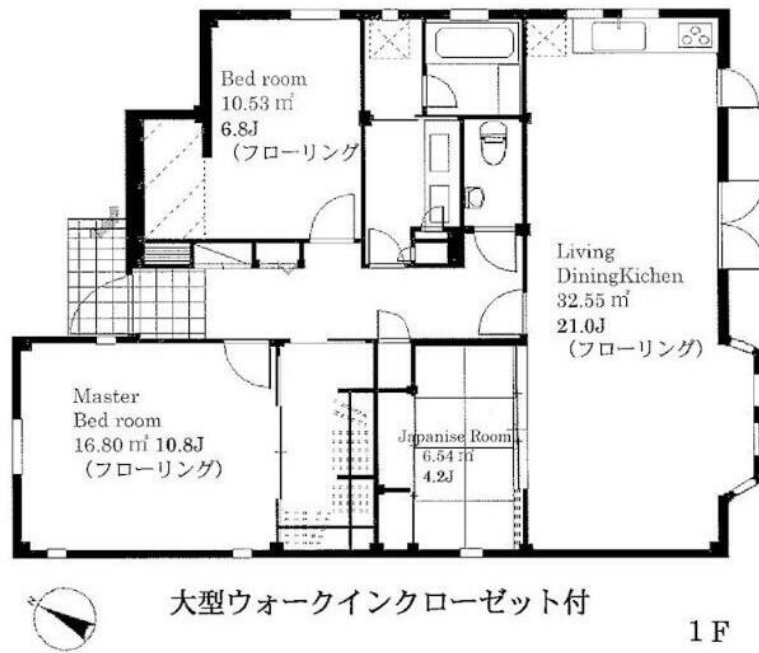 Bed room
10.53 ㎡
6.8J
(フローリング
Living
DiningKichen
32.55 ㎡
21.0J
(フローリング)
Master
Bed room
16.80 ㎡ 10.8J
(フローリング)
Japanise Room
6.54 ㎡
4.2J
N
大型ウォークインクローゼット付
1 F